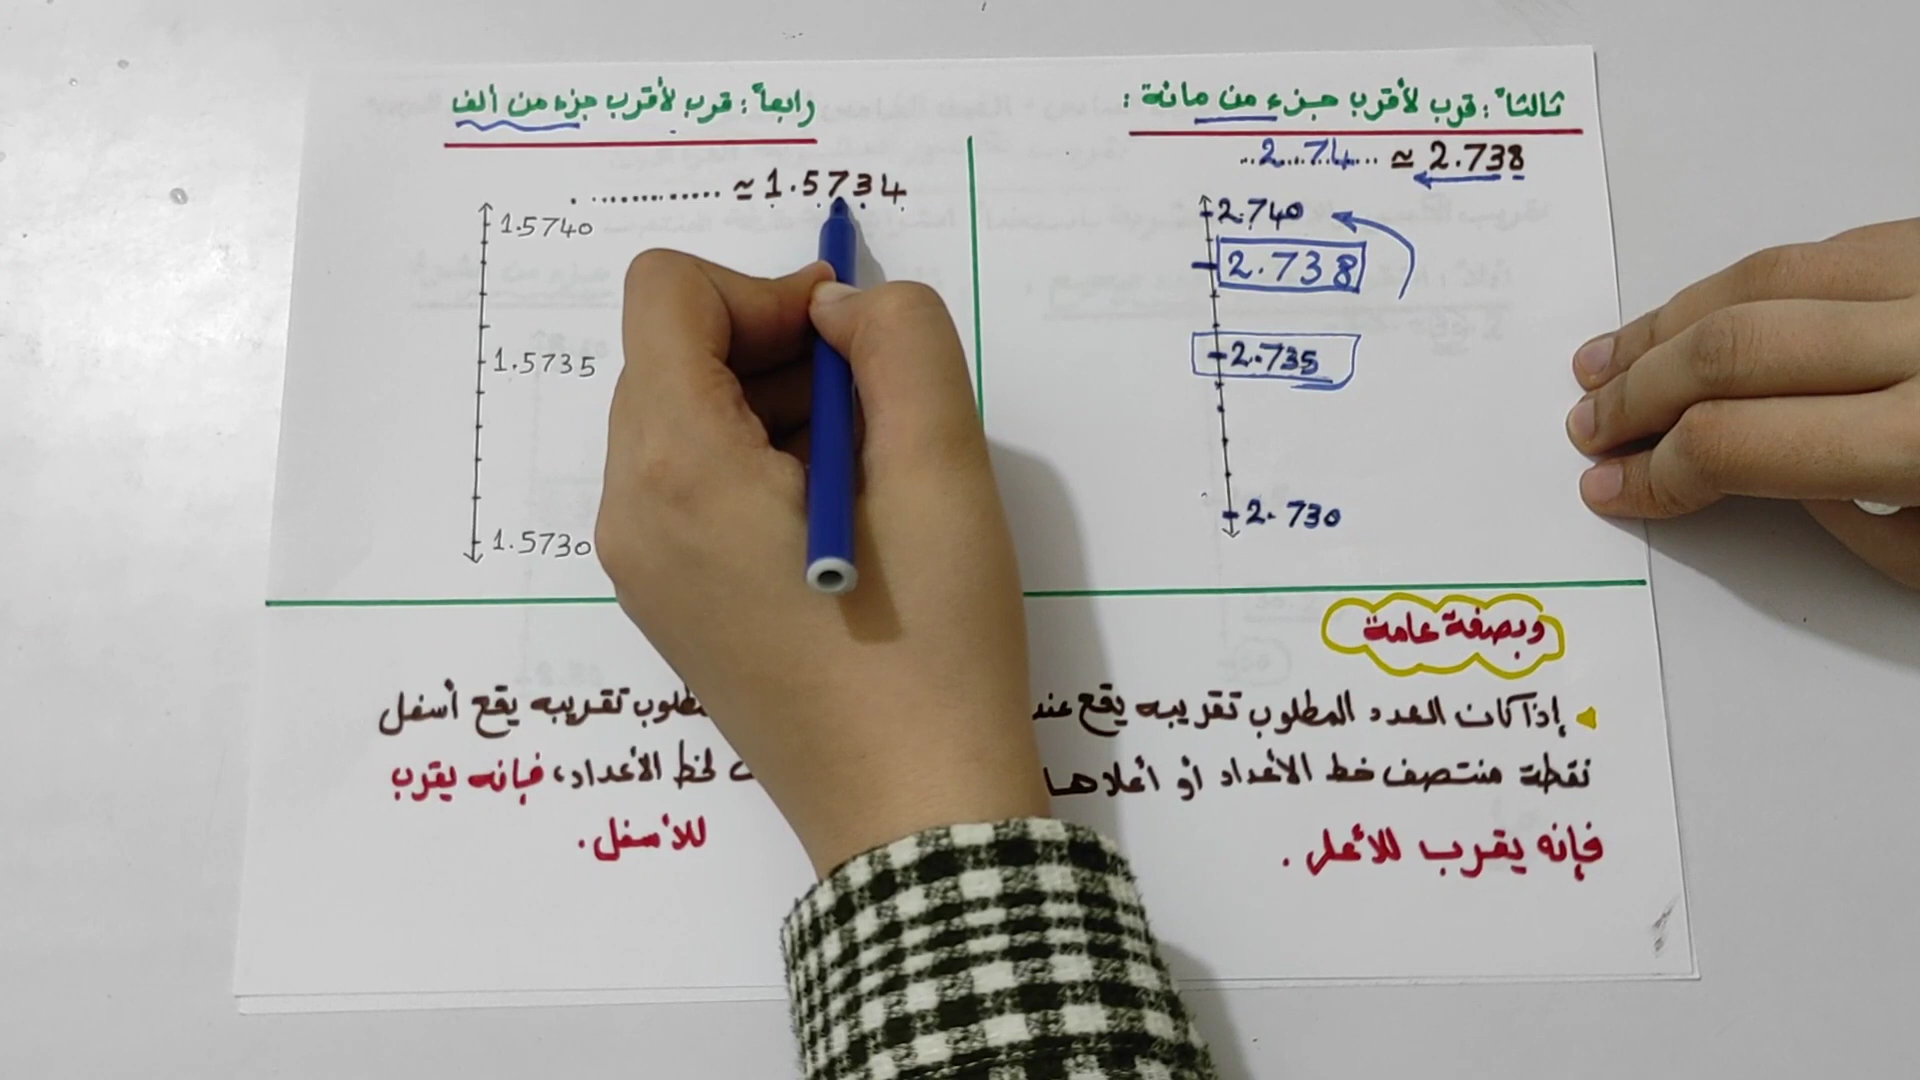 ثالثاً : قرب لأقرب جزء من مائة :
2.74 ≃ 2.738
2.740
2.738
2.735
2.730
رابعاً : قرب لأقرب جزء من ألف
............. ≃ 1.5734
1.5740
1.5735
1.5730
وبصفة عامة
إذا كان العدد المطلوب تقريبه يقع عند
نقطة منتصف خط الأعداد أو أعلاها
فإنه يقرب للأعلى .
تقريبه يقع أسفل
لخط الأعداد، فإنه يقرب
للأسفل .